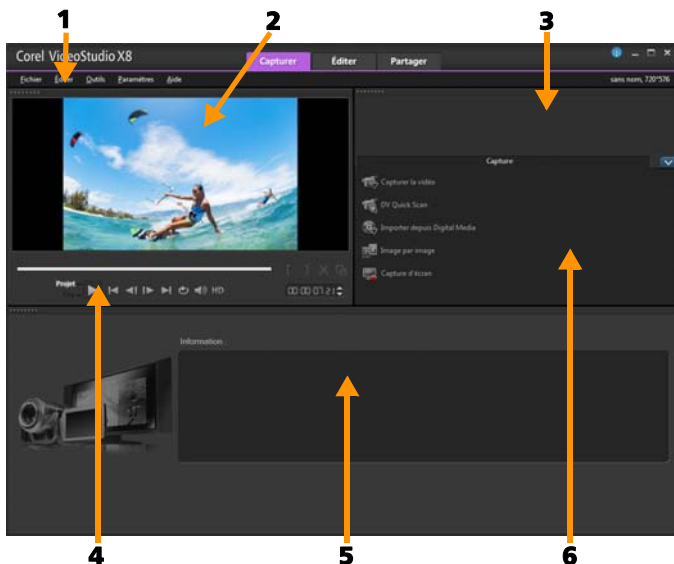 1 2 3
Corel VideoStudio X8
Capturer Éditer Partager
Fichier Éditer Outils Paramètres Aide
sans nom, 720*576
Capture
Capturer la vidéo
DV Quick Scan
Importer depuis Digital Media
Image par image
Capture d'écran
Projet
HD
00:00:07:21
Information
4 5 6